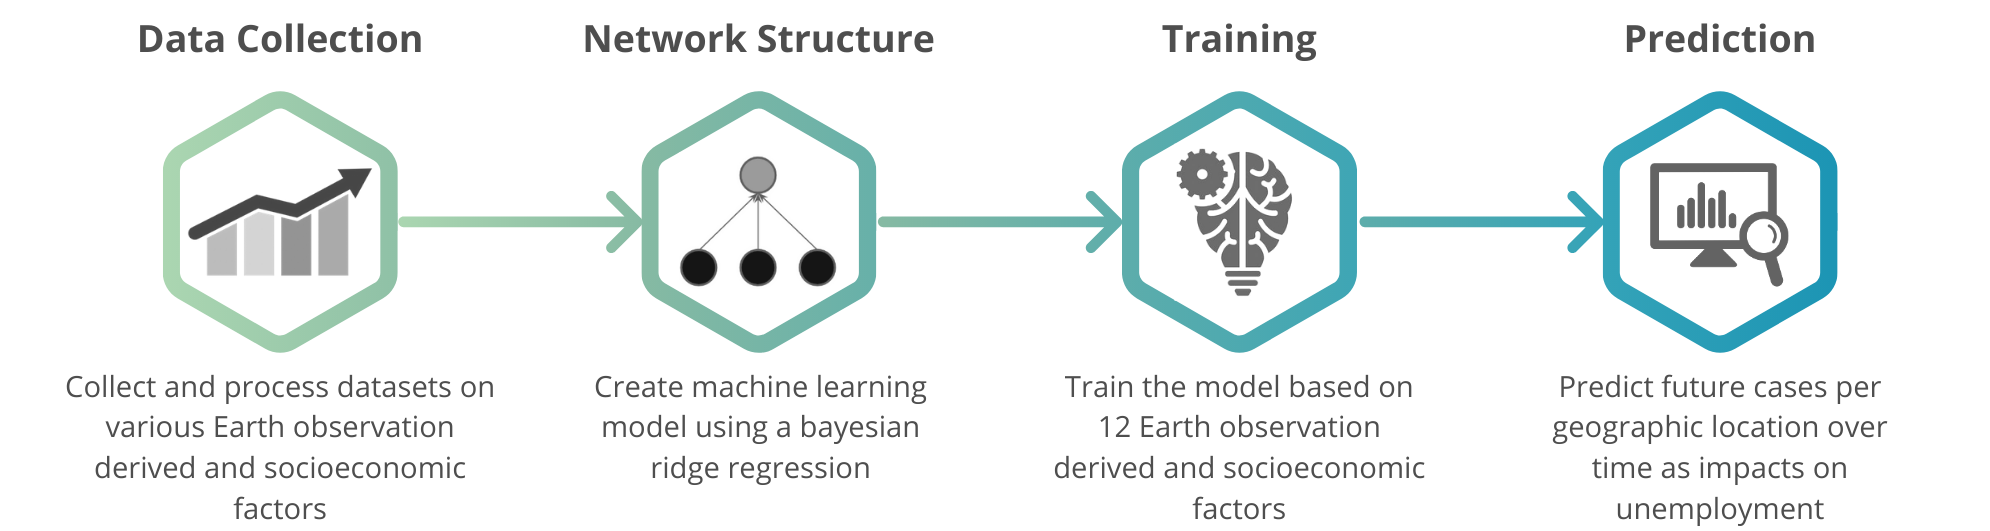 Data Collection
Collect and process datasets on
various Earth observation
derived and socioeconomic
factors
Network Structure
Create machine learning
model using a bayesian
ridge regression
Training
Train the model based on
12 Earth observation
derived and socioeconomic
factors
Prediction
Predict future cases per
geographic location over
time as impacts on
unemployment